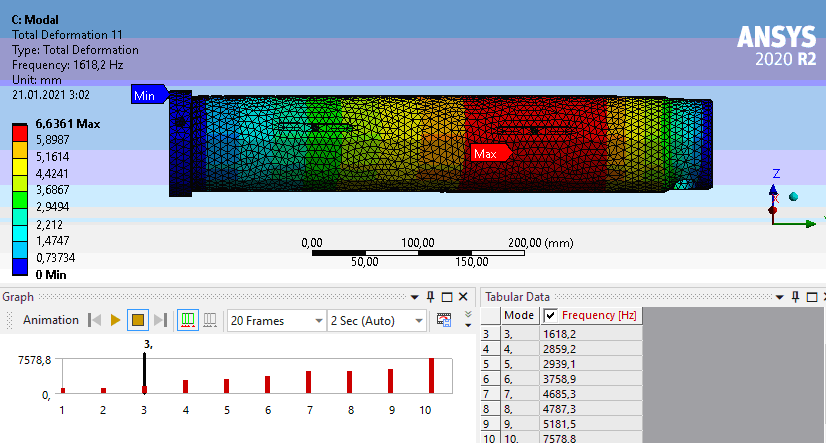 C: Modal
Total Deformation 11
Type: Total Deformation
Frequency: 1618,2 Hz
Unit: mm
21.01.2021 3:02
ANSYS
2020 R2
Min
6,6361 Max
5,8987
5,1614
4,4241
3,6867
2,9494
2,212
1,4747
0,73734
0 Min
Max
Z
X
0,00 100,00 200,00 (mm)
50,00 150,00
Graph
Animation 20 Frames 2 Sec (Auto)
3,
7578,8
0,
1 2 3 4 5 6 7 8 9 10
Tabular Data
Mode Frequency [Hz]
3 3, 1618,2
4 4, 2859,2
5 5, 2939,1
6 6, 3758,9
7 7, 4685,3
8 8, 4787,3
9 9, 5181,5
10 10, 7578,8